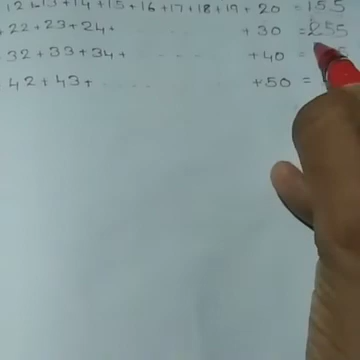 12+13+14+15+16+17+18+19+20 = 155
+22+23+24+ . . . . . +30 = 255
32+33+34+ . . . . . +40 =
42+43+ . . . . . +50 =